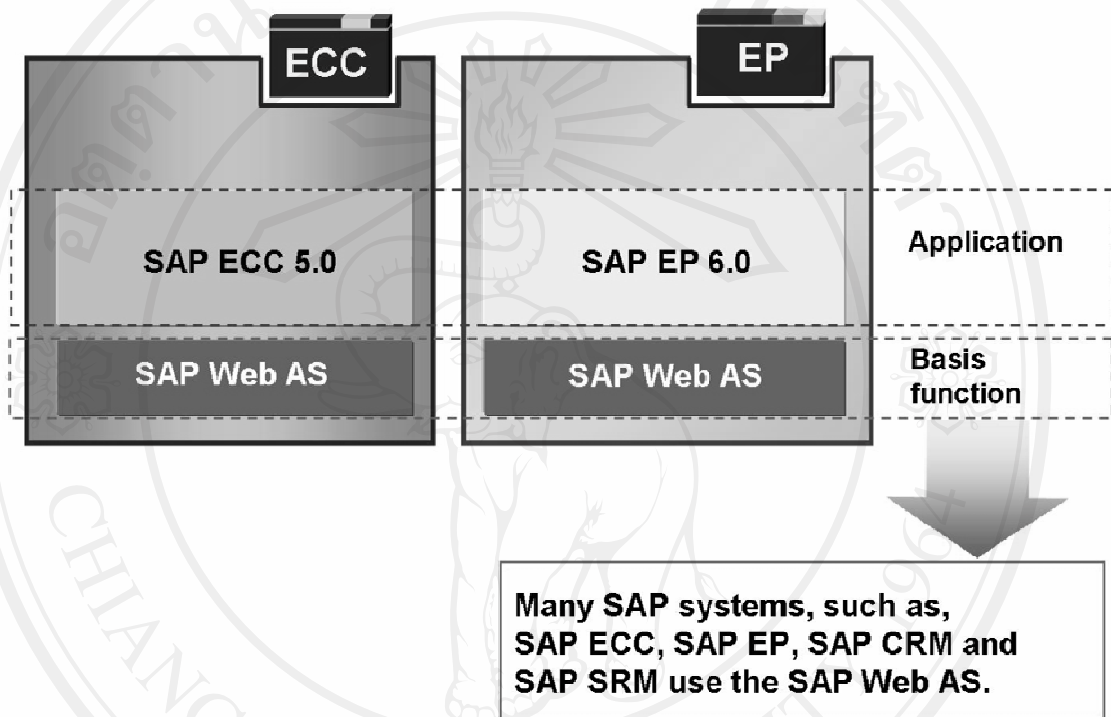 ECC
EP
SAP ECC 5.0
SAP EP 6.0
Application
SAP Web AS
SAP Web AS
Basis
function
Many SAP systems, such as,
SAP ECC, SAP EP, SAP CRM and
SAP SRM use the SAP Web AS.
CHIANG
1964